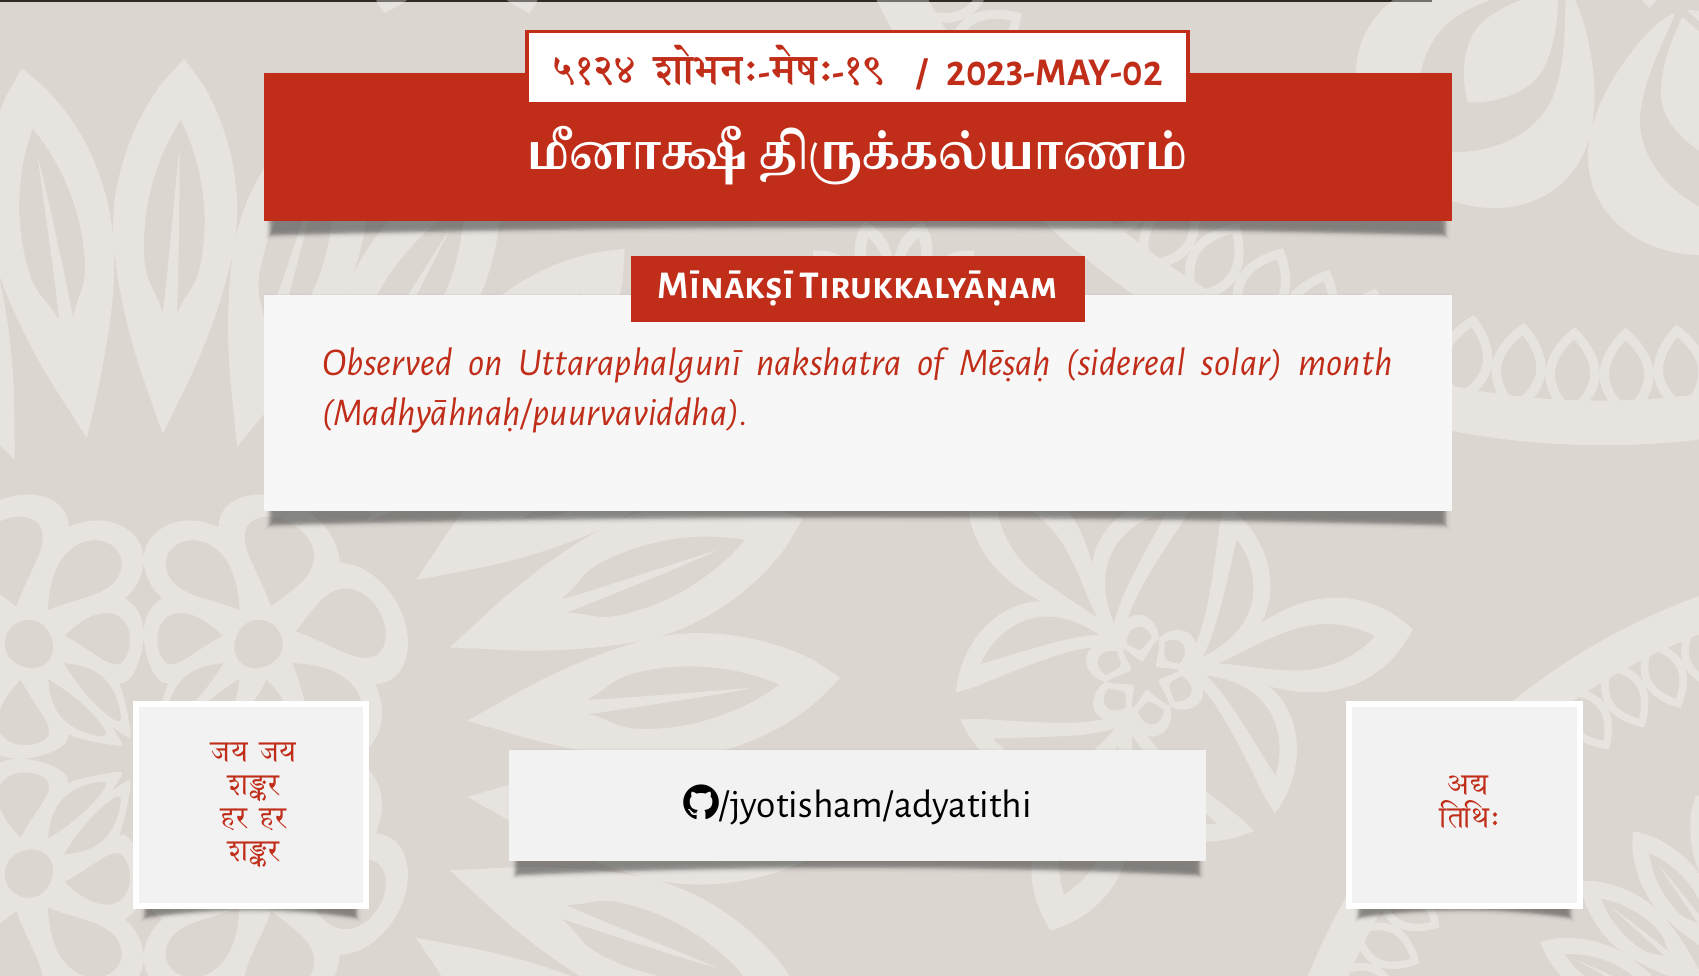 ५१२४ शोभनः-मेषः-१९ / 2023-MAY-02
மீனாக்ஷீ திருக்கல்யாணம்
Mīnākṣī Tirukkalyāṇam
Observed on Uttaraphalgunī nakshatra of Mēṣaḥ (sidereal solar) month
(Madhyāhnaḥ/puurvaviddha).
जय जय
शङ्कर
हर हर
शङ्कर
/jyotisham/adyatithi
अद्य
तिथिः